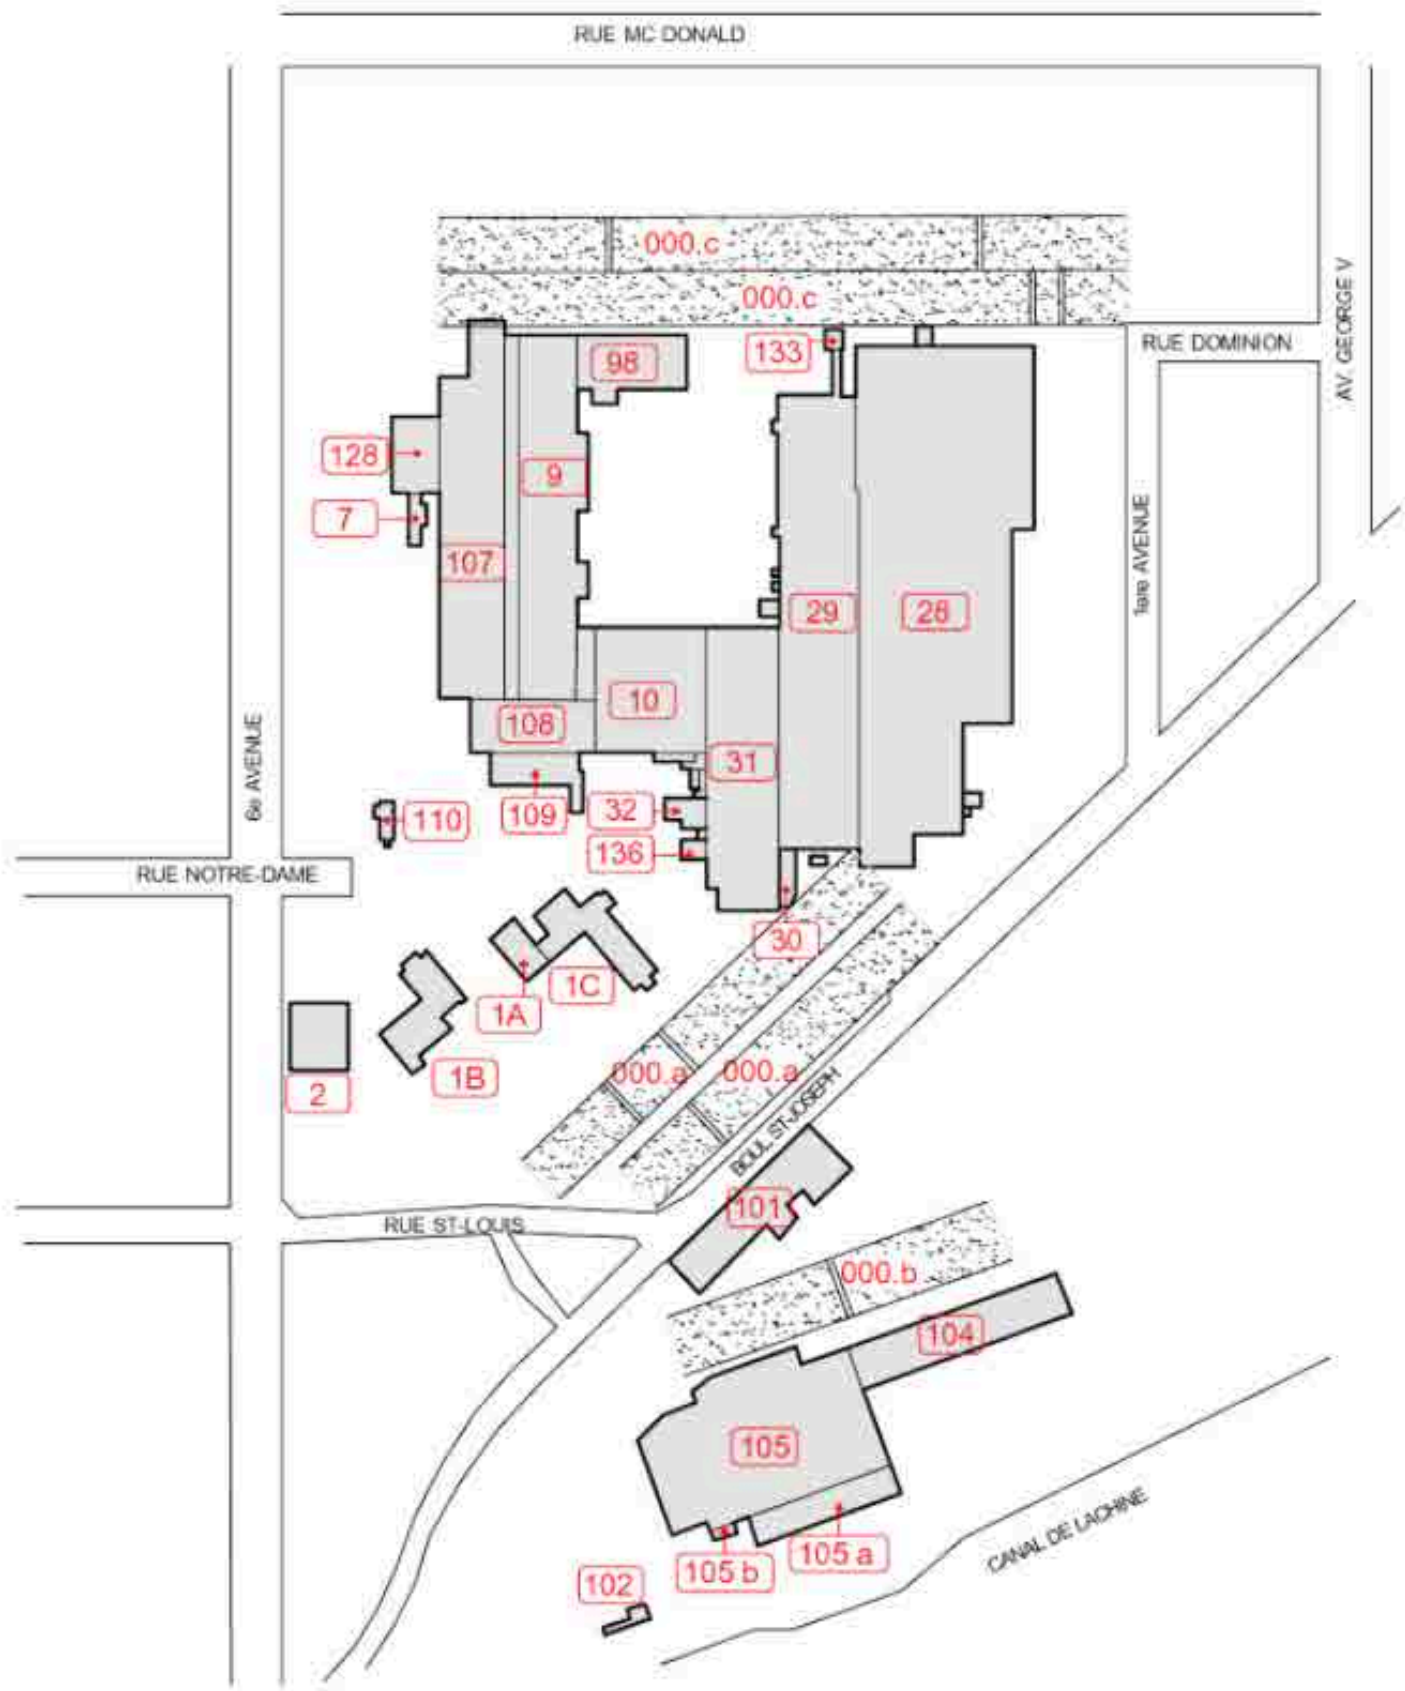 RUE MC DONALD
000.c
000.c
AV. GEORGE V
RUE DOMINION
133
98
128
9
7
1ère AVENUE
107
29
28
10
108
31
6e AVENUE
109
32
110
136
RUE NOTRE-DAME
30
1C
1A
1B
000.a
000.a
2
BOUL ST-JOSEPH
101
RUE ST-LOUIS
000.b
104
105
CANAL DE LACHINE
105 a
105 b
102